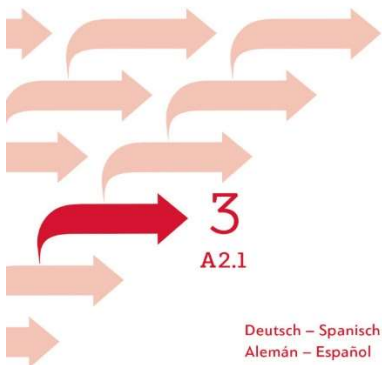 3
A2.1
Deutsch – Spanisch
Alemán – Español